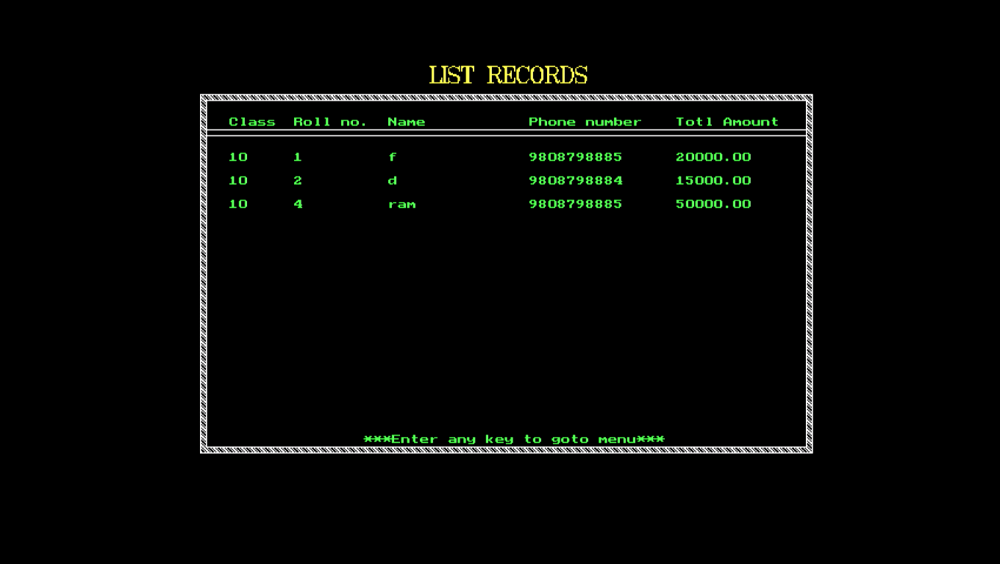 LIST RECORDS
Class Roll no. Name Phone number Totl Amount
10 1 f 9808798885 20000.00
10 2 d 9808798884 15000.00
10 4 ram 9808798885 50000.00
***Enter any key to goto menu***